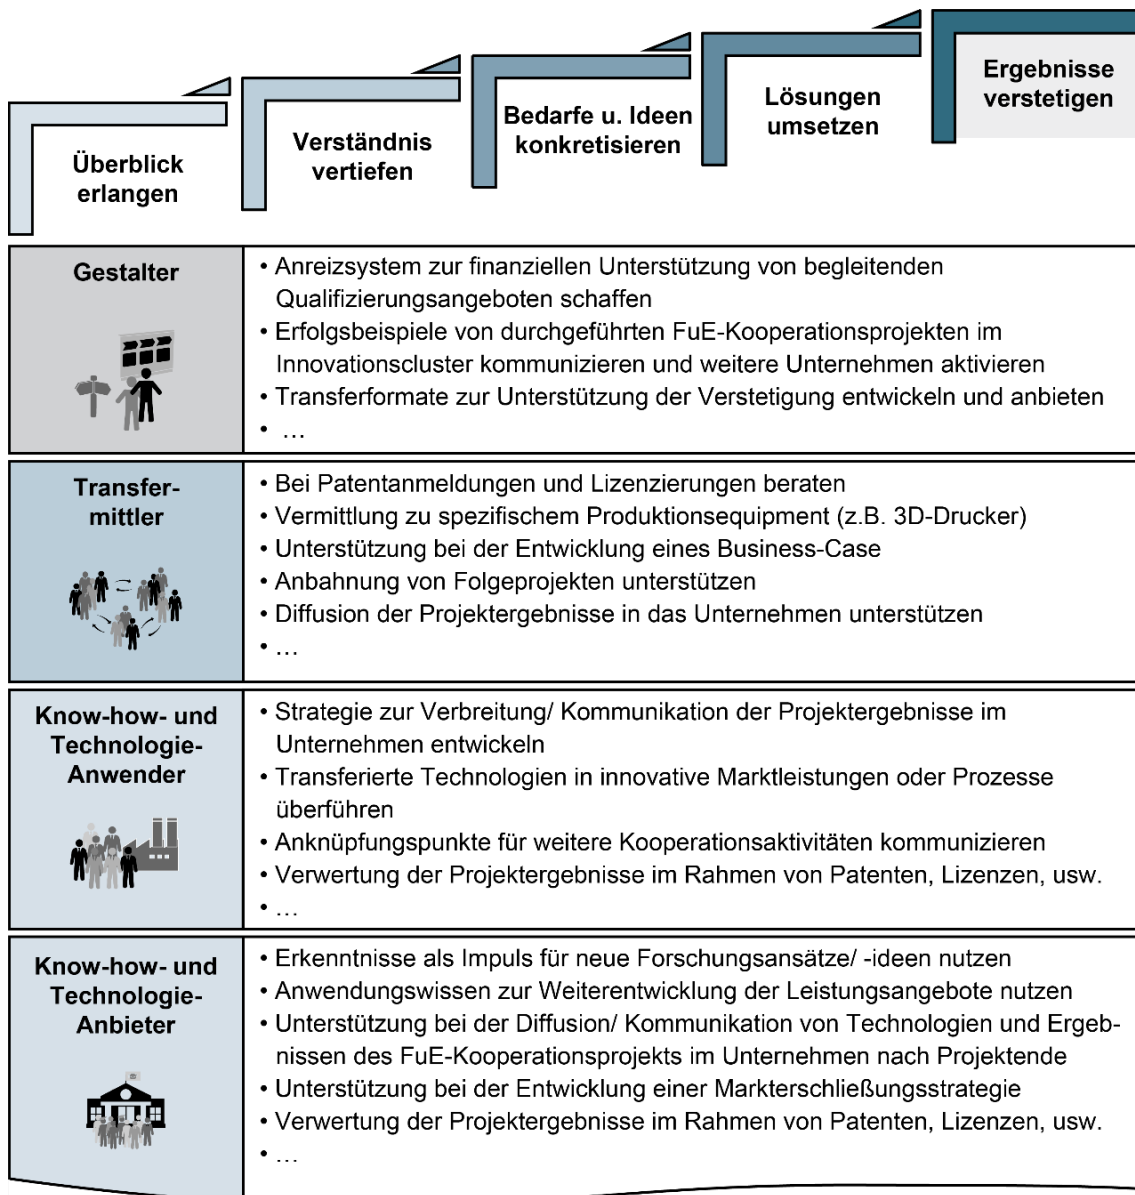 Überblick
erlangen
Verständnis
vertiefen
Bedarfe u. Ideen
konkretisieren
Lösungen
umsetzen
Ergebnisse
verstetigen
Gestalter
• Anreizsystem zur finanziellen Unterstützung von begleitenden
Qualifizierungsangeboten schaffen
• Erfolgsbeispiele von durchgeführten FuE-Kooperationsprojekten im
Innovationscluster kommunizieren und weitere Unternehmen aktivieren
• Transferformate zur Unterstützung der Verstetigung entwickeln und anbieten
• …
Transfer-
mittler
• Bei Patentanmeldungen und Lizenzierungen beraten
• Vermittlung zu spezifischem Produktionsequipment (z.B. 3D-Drucker)
• Unterstützung bei der Entwicklung eines Business-Case
• Anbahnung von Folgeprojekten unterstützen
• Diffusion der Projektergebnisse in das Unternehmen unterstützen
• …
Know-how- und
Technologie-
Anwender
• Strategie zur Verbreitung/ Kommunikation der Projektergebnisse im
Unternehmen entwickeln
• Transferierte Technologien in innovative Marktleistungen oder Prozesse
überführen
• Anknüpfungspunkte für weitere Kooperationsaktivitäten kommunizieren
• Verwertung der Projektergebnisse im Rahmen von Patenten, Lizenzen, usw.
• …
Know-how- und
Technologie-
Anbieter
• Erkenntnisse als Impuls für neue Forschungsansätze/ -ideen nutzen
• Anwendungswissen zur Weiterentwicklung der Leistungsangebote nutzen
• Unterstützung bei der Diffusion/ Kommunikation von Technologien und Ergeb-
nissen des FuE-Kooperationsprojekts im Unternehmen nach Projektende
• Unterstützung bei der Entwicklung einer Markterschließungsstrategie
• Verwertung der Projektergebnisse im Rahmen von Patenten, Lizenzen, usw.
• …